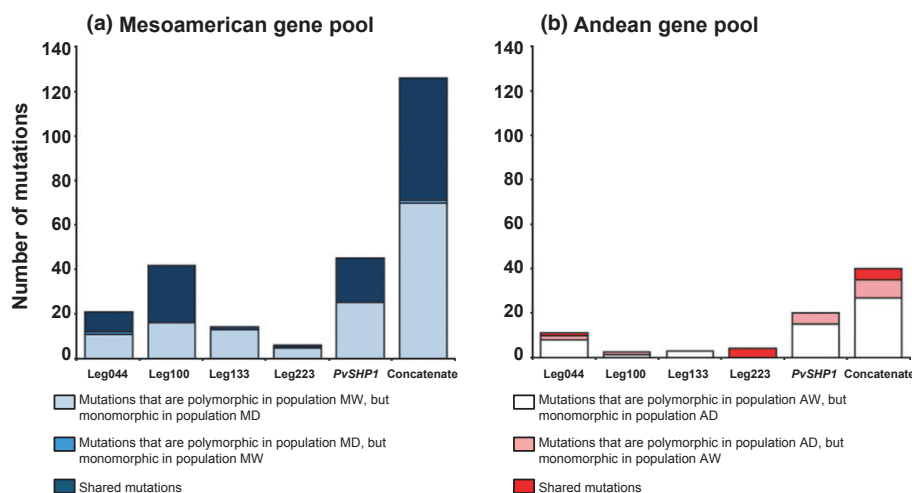 (a) Mesoamerican gene pool
140
120
100
80
60
40
20
0
Number of mutations
Leg044 Leg100 Leg133 Leg223 PvSHP1 Concatenate
Mutations that are polymorphic in population MW, but
monomorphic in population MD
Mutations that are polymorphic in population MD, but
monomorphic in population MW
Shared mutations
(b) Andean gene pool
140
120
100
80
60
40
20
0
Leg044 Leg100 Leg133 Leg223 PvSHP1 Concatenate
Mutations that are polymorphic in population AW, but
monomorphic in population AD
Mutations that are polymorphic in population AD, but
monomorphic in population AW
Shared mutations